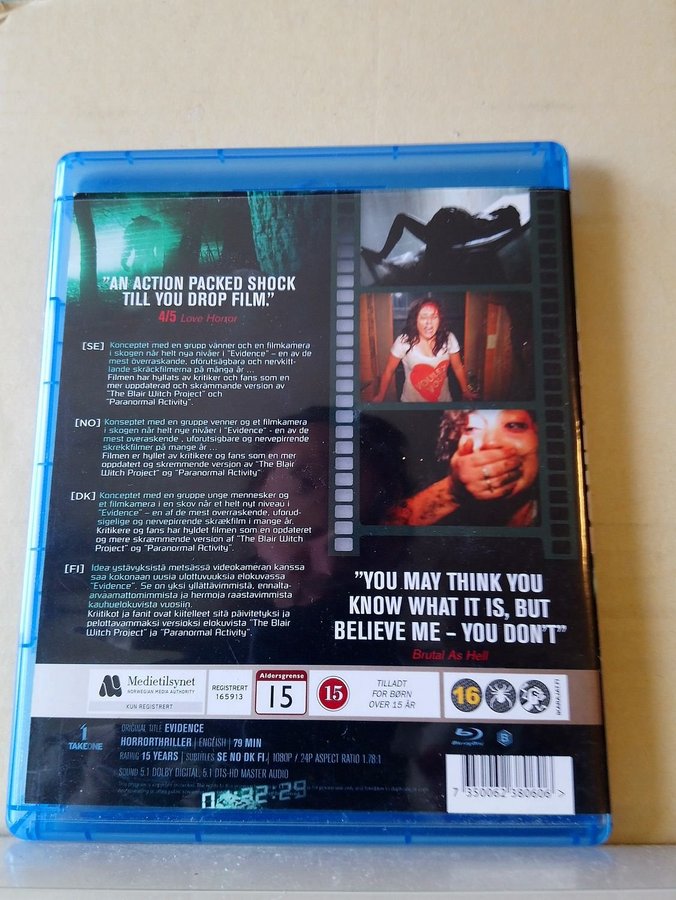 "AN ACTION PACKED SHOCK
TILL YOU DROP FILM."
4/5 Love Horror
[SE] Konceptet med en grupp vänner och en filmkamera
i skogen når helt nya nivåer i "Evidence" – en av de
mest överraskande, oförutsägbara och nervkitt-
lande skräckfilmerna på många år ...
Filmen har hyllats av kritiker och fans som en
mer uppdaterad och skrämmande version av
"The Blair Witch Project" och
"Paranormal Activity".
[NO] Konseptet med en gruppe venner og et filmkamera
i skogen når helt nye nivåer i "Evidence" - en av de
mest overraskende , uforutsigbare og nervepirrende
skrekkfilmer på mange år ...
Filmen er hyllet av kritikere og fans som en mer
oppdatert og skremmende versjon av "The Blair
Witch Project" og "Paranormal Activity"
[DK] Konceptet med en gruppe unge mennesker og
et filmkamera i en skov når et helt nyt niveau i
"Evidence" – en af de mest overraskende, uforud-
sigelige og nervepirrende skrækfilm i mange år.
Kritikere og fans har hyldet filmen som en opdateret
og mere skræmmende version af "The Blair Witch
Project" og "Paranormal Activity".
[FI] Idea ystävyksistä metsässä videokameran kanssa
saa kokonaan uusia ulottuvuuksia elokuvassa
"Evidence". Se on yksi yllättävimmistä, ennalta-
arvaamattomimmista ja hermoja raastavimmista
kauhuelokuvista vuosiin.
Kriitikot ja fanit ovat kiitelleet sitä päivitetyksi ja
pelottavammaksi versioksi elokuvista "The Blair
Witch Project" ja "Paranormal Activity".
"YOU MAY THINK YOU
KNOW WHAT IT IS, BUT
BELIEVE ME – YOU DON'T"
Brutal As Hell
Medietilsynet
NORWEGIAN MEDIA AUTHORITY
KUN REGISTRERT
REGISTRERT
165913
Aldersgrense
15
15
TILLADT
FOR BØRN
OVER 15 ÅR
16
TAKEONE
ORIGINAL TITLE EVIDENCE
HORRORTHRILLER | ENGLISH | 79 MIN
RATING 15 YEARS | SUBTITLES SE NO DK FI | 1080P / 24P ASPECT RATIO 1.78:1
SOUND 5.1 DOLBY DIGITAL, 5.1 DTS-HD MASTER AUDIO
Blu-ray Disc
7 350062 380606 >